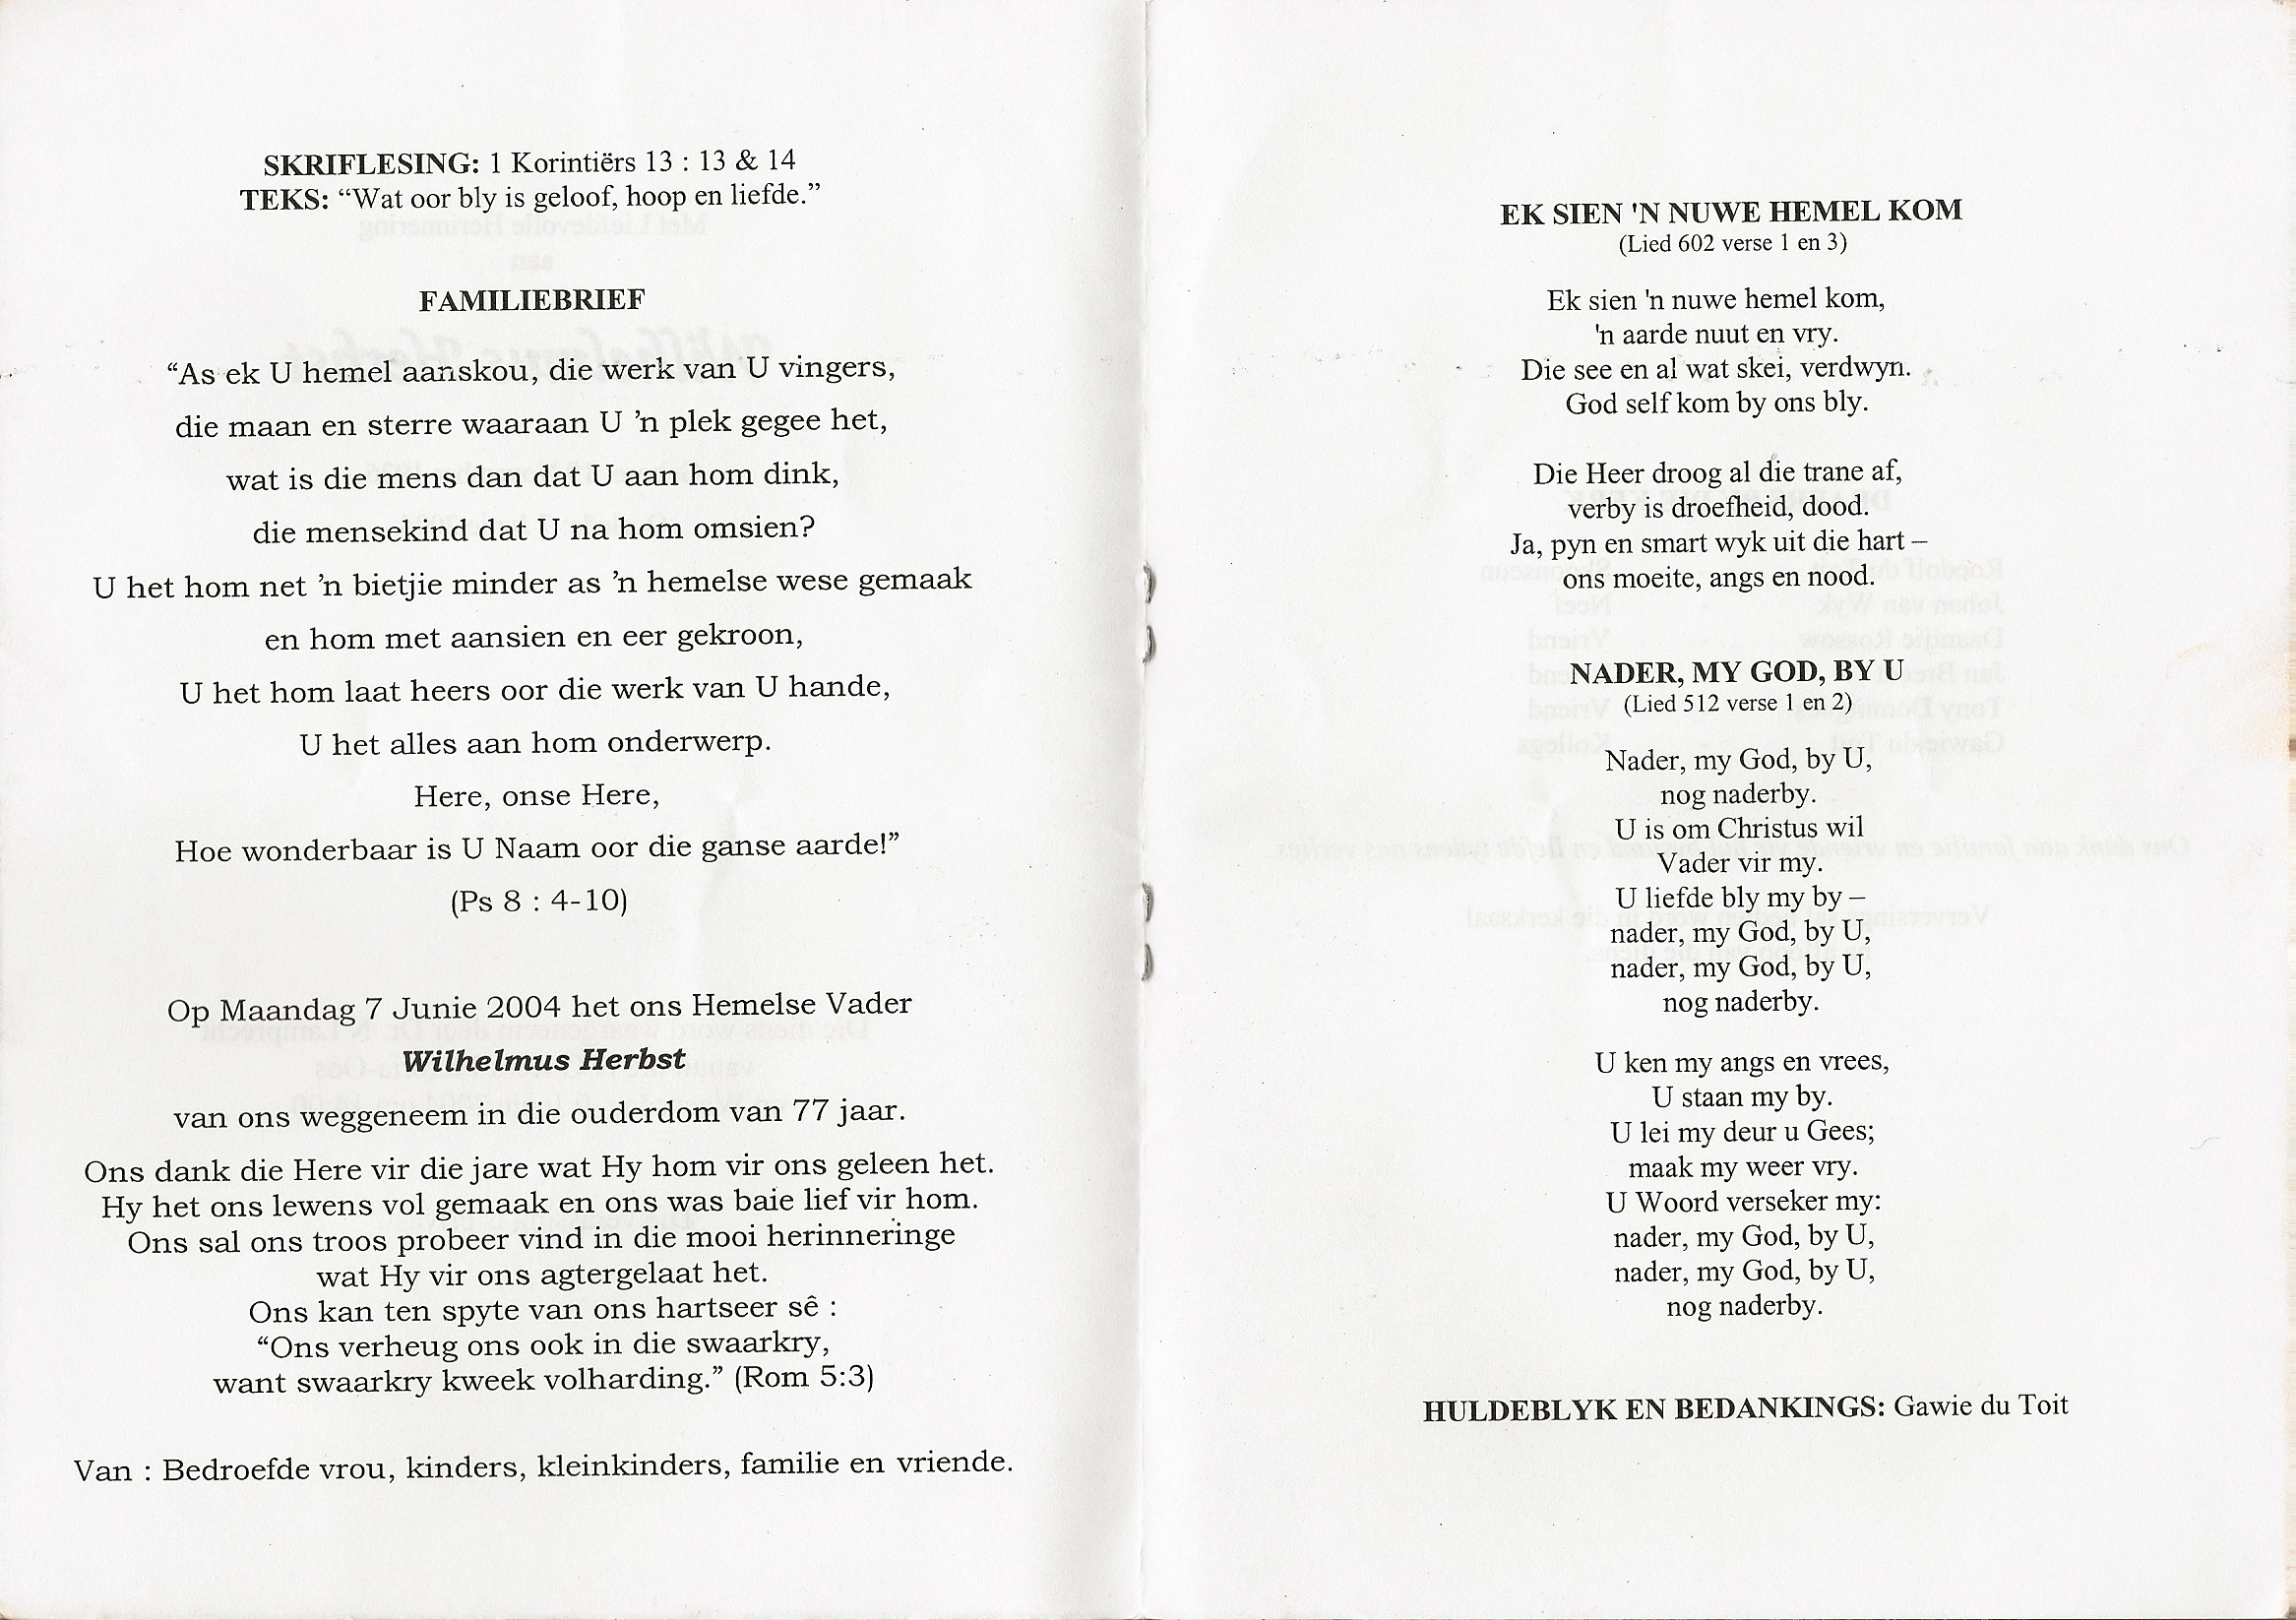 SKRIFLESING: 1 Korintiërs 13 : 13 & 14
TEKS: “Wat oor bly is geloof, hoop en liefde.”
FAMILIEBRIEF
“As ek U hemel aanskou, die werk van U vingers,
die maan en sterre waaraan U ’n plek gegee het,
wat is die mens dan dat U aan hom dink,
die mensekind dat U na hom omsien?
U het hom net ’n bietjie minder as ’n hemelse wese gemaak
en hom met aansien en eer gekroon,
U het hom laat heers oor die werk van U hande,
U het alles aan hom onderwerp.
Here, onse Here,
Hoe wonderbaar is U Naam oor die ganse aarde!”
(Ps 8 : 4-10)
Op Maandag 7 Junie 2004 het ons Hemelse Vader
Wilhelmus Herbst
van ons weggeneem in die ouderdom van 77 jaar.
Ons dank die Here vir die jare wat Hy hom vir ons geleen het.
Hy het ons lewens vol gemaak en ons was baie lief vir hom.
Ons sal ons troos probeer vind in die mooi herinneringe
wat Hy vir ons agtergelaat het.
Ons kan ten spyte van ons hartseer sê :
“Ons verheug ons ook in die swaarkry,
want swaarkry kweek volharding.” (Rom 5:3)
Van : Bedroefde vrou, kinders, kleinkinders, familie en vriende.
EK SIEN 'N NUWE HEMEL KOM
(Lied 602 verse 1 en 3)
Ek sien 'n nuwe hemel kom,
'n aarde nuut en vry.
Die see en al wat skei, verdwyn.
God self kom by ons bly.
Die Heer droog al die trane af,
verby is droefheid, dood.
Ja, pyn en smart wyk uit die hart –
ons moeite, angs en nood.
NADER, MY GOD, BY U
(Lied 512 verse 1 en 2)
Nader, my God, by U,
nog naderby.
U is om Christus wil
Vader vir my.
U liefde bly my by –
nader, my God, by U,
nader, my God, by U,
nog naderby.
U ken my angs en vrees,
U staan my by.
U lei my deur u Gees;
maak my weer vry.
U Woord verseker my:
nader, my God, by U,
nader, my God, by U,
nog naderby.
HULDEBLYK EN BEDANKINGS: Gawie du Toit